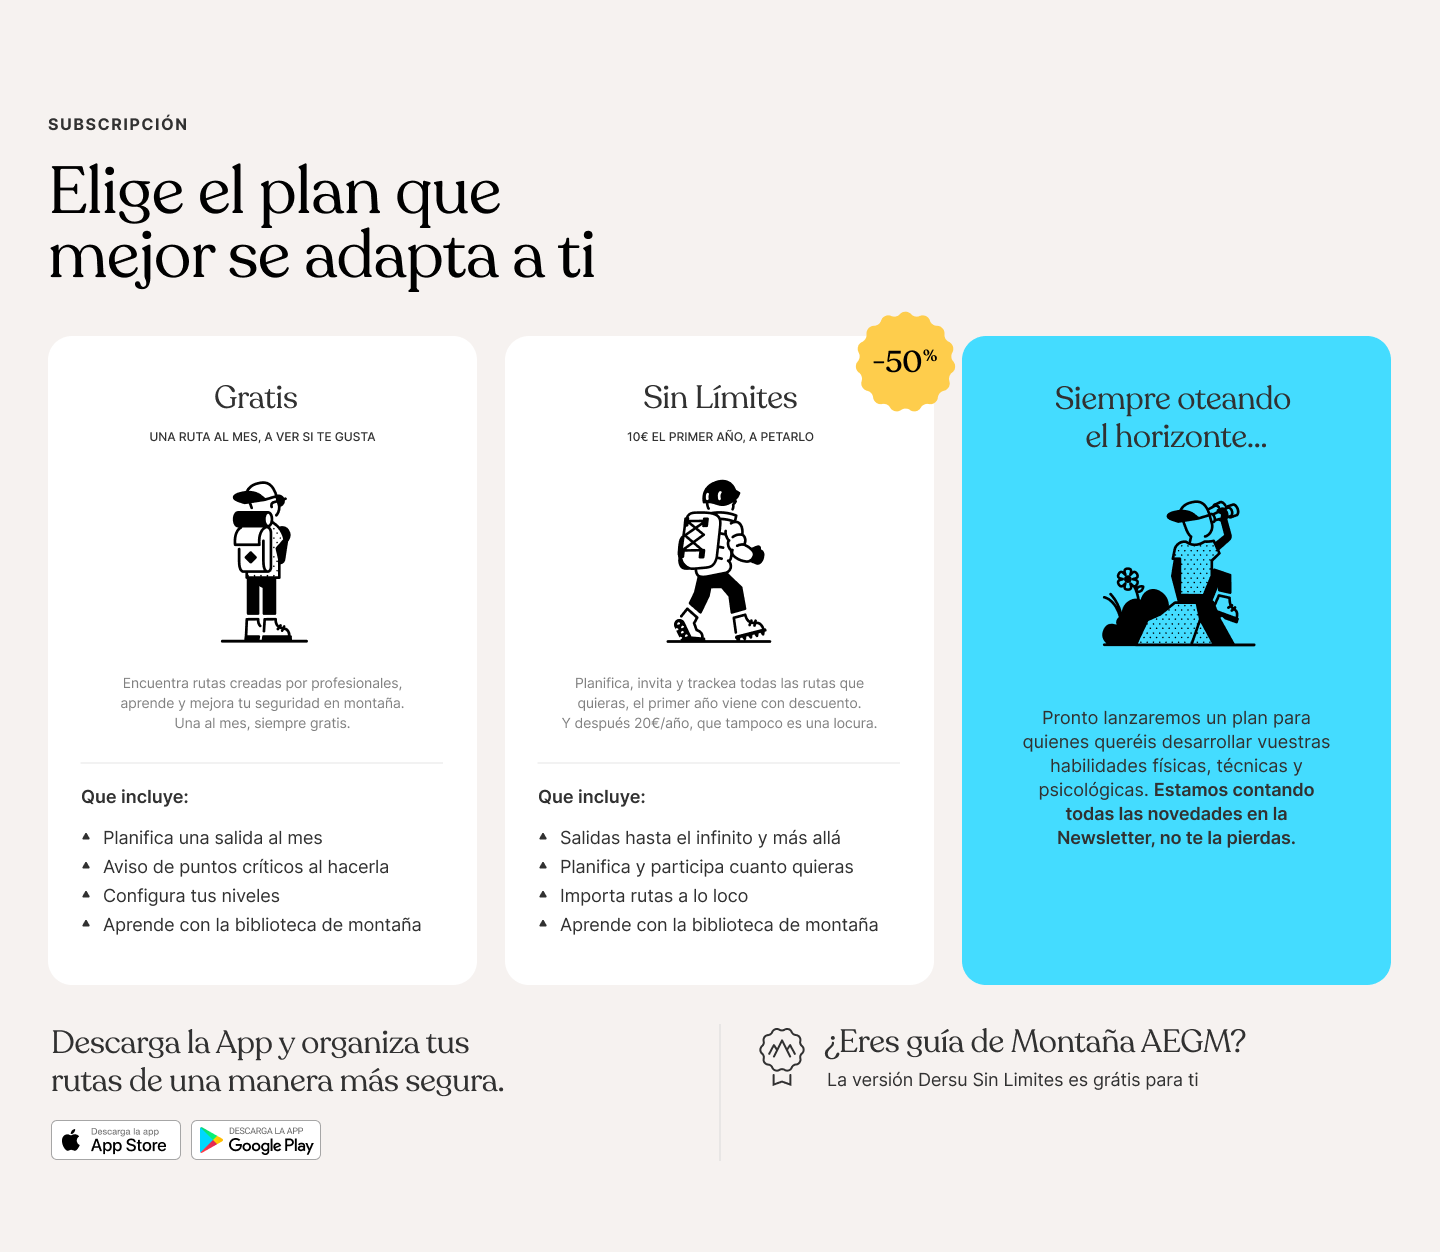 SUBSCRIPCIÓN
Elige el plan que
mejor se adapta a ti
Gratis
UNA RUTA AL MES, A VER SI TE GUSTA
Encuentra rutas creadas por profesionales,
aprende y mejora tu seguridad en montaña.
Una al mes, siempre gratis.
Que incluye:
Planifica una salida al mes
Aviso de puntos críticos al hacerla
Configura tus niveles
Aprende con la biblioteca de montaña
-50%
Sin Límites
10€ EL PRIMER AÑO, A PETARLO
Planifica, invita y trackea todas las rutas que
quieras, el primer año viene con descuento.
Y después 20€/año, que tampoco es una locura.
Que incluye:
Salidas hasta el infinito y más allá
Planifica y participa cuanto quieras
Importa rutas a lo loco
Aprende con la biblioteca de montaña
Siempre oteando
el horizonte...
Pronto lanzaremos un plan para
quienes queréis desarrollar vuestras
habilidades físicas, técnicas y
psicológicas. Estamos contando
todas las novedades en la
Newsletter, no te la pierdas.
Descarga la App y organiza tus
rutas de una manera más segura.
Descarga la app
App Store
DESCARGA LA APP
Google Play
¿Eres guía de Montaña AEGM?
La versión Dersu Sin Limites es grátis para ti